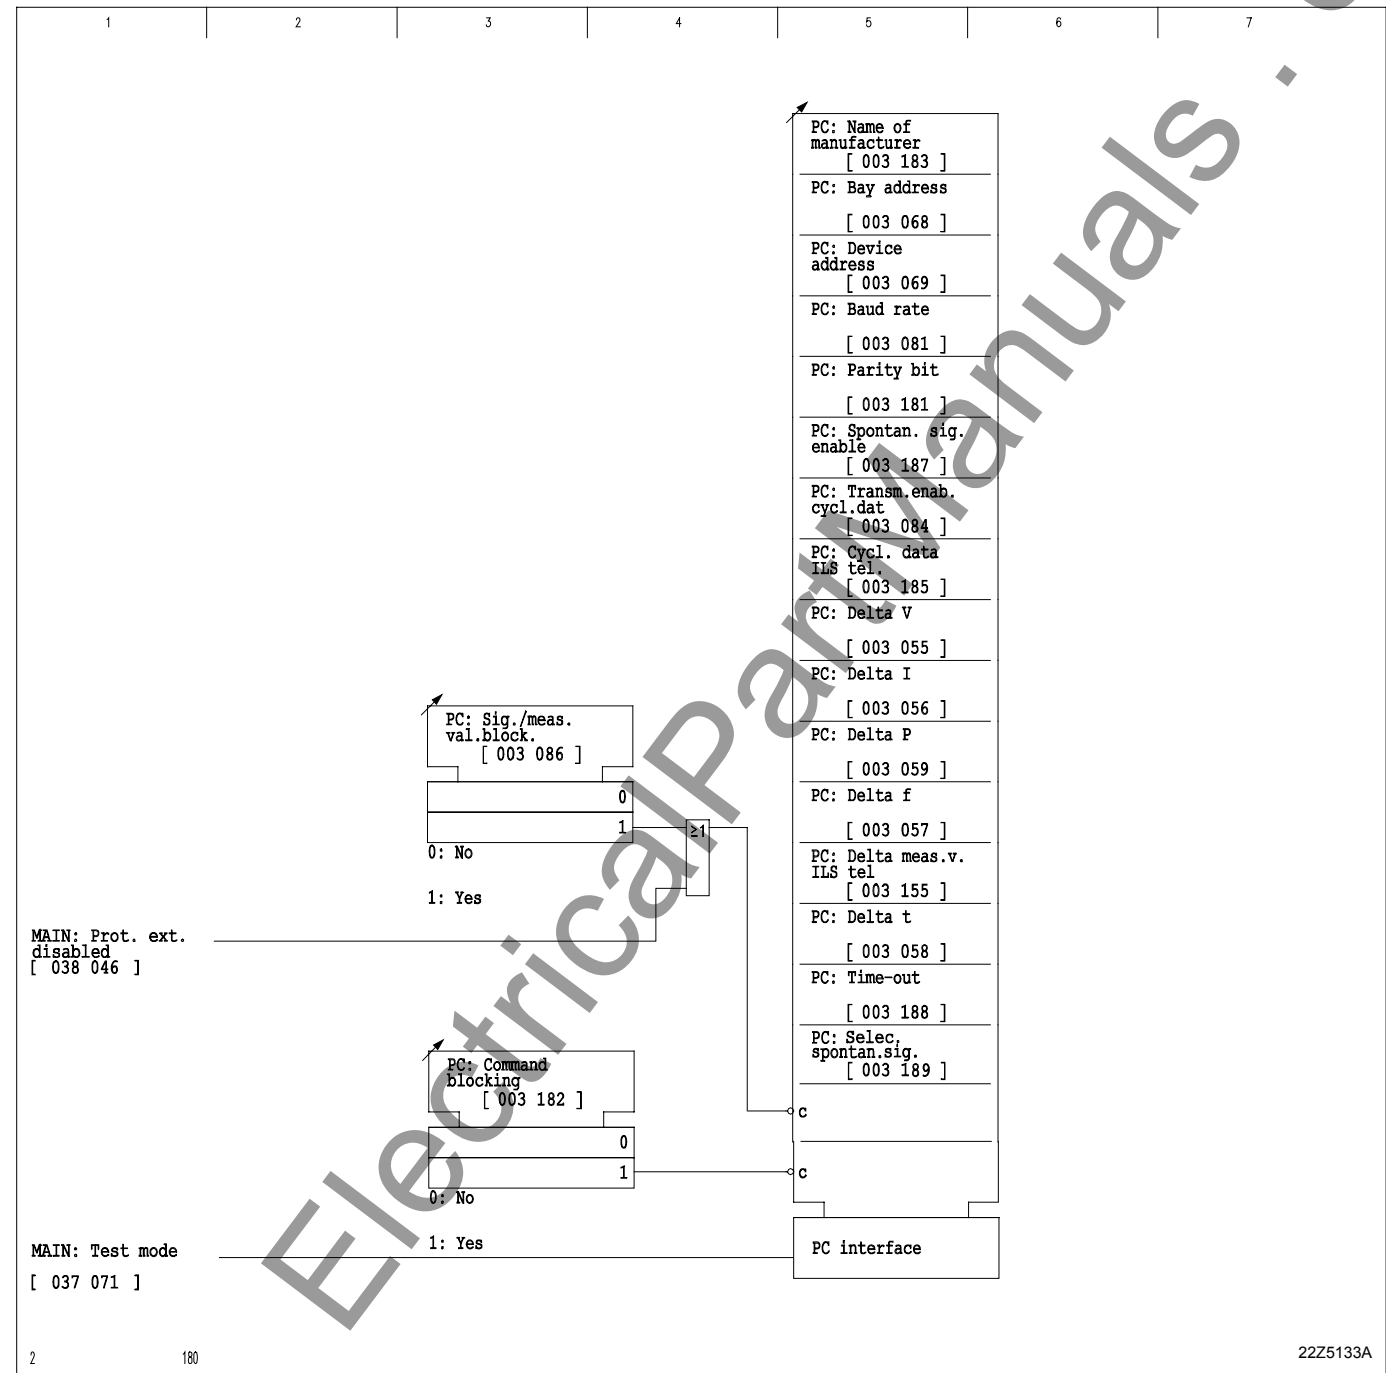 1 2 3 4 5 6 7
PC: Name of
manufacturer
[ 003 183 ]
PC: Bay address
[ 003 068 ]
PC: Device
address
[ 003 069 ]
PC: Baud rate
[ 003 081 ]
PC: Parity bit
[ 003 181 ]
PC: Spontan. sig.
enable
[ 003 187 ]
PC: Transm.enab.
cycl.dat
[ 003 084 ]
PC: Cycl. data
ILS tel.
[ 003 185 ]
PC: Delta V
[ 003 055 ]
PC: Delta I
[ 003 056 ]
PC: Delta P
[ 003 059 ]
PC: Delta f
[ 003 057 ]
PC: Delta meas.v.
ILS tel
[ 003 155 ]
PC: Delta t
[ 003 058 ]
PC: Time-out
[ 003 188 ]
PC: Selec.
spontan.sig.
[ 003 189 ]
c
c
PC interface
PC: Sig./meas.
val.block.
[ 003 086 ]
0
1
≥1
0: No
1: Yes
MAIN: Prot. ext.
disabled
[ 038 046 ]
PC: Command
blocking
[ 003 182 ]
0
1
0: No
1: Yes
MAIN: Test mode
[ 037 071 ]
2 180
22Z5133A
ElectricalPartManuals .